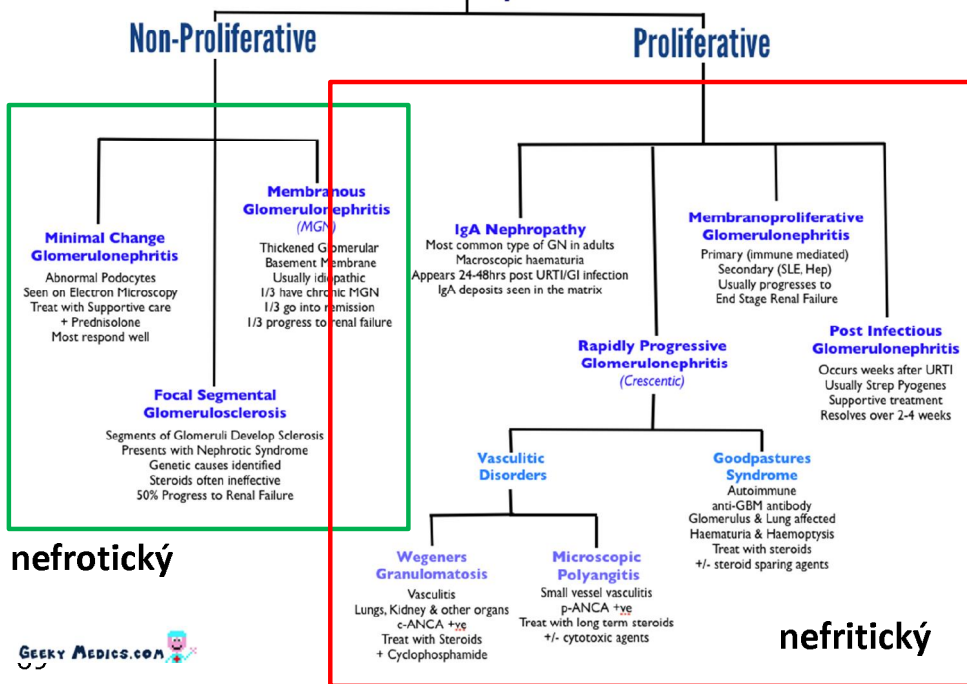 Non-Proliferative
Proliferative
Minimal Change
Glomerulonephritis
Abnormal Podocytes
Seen on Electron Microscopy
Treat with Supportive care
+ Prednisolone
Most respond well
Membranous
Glomerulonephritis
(MGN)
Thickened Glomerular
Basement Membrane
Usually idiopathic
1/3 have chronic MGN
1/3 go into remission
1/3 progress to renal failure
Focal Segmental
Glomerulosclerosis
Segments of Glomeruli Develop Sclerosis
Presents with Nephrotic Syndrome
Genetic causes identified
Steroids often ineffective
50% Progress to Renal Failure
nefrotický
IgA Nephropathy
Most common type of GN in adults
Macroscopic haematuria
Appears 24-48hrs post URTI/GI infection
IgA deposits seen in the matrix
Membranoproliferative
Glomerulonephritis
Primary (immune mediated)
Secondary (SLE, Hep)
Usually progresses to
End Stage Renal Failure
Post Infectious
Glomerulonephritis
Occurs weeks after URTI
Usually Strep Pyogenes
Supportive treatment
Resolves over 2-4 weeks
Rapidly Progressive
Glomerulonephritis
(Crescentic)
Vasculitic
Disorders
Goodpastures
Syndrome
Autoimmune
anti-GBM antibody
Glomerulus & Lung affected
Haematuria & Haemoptysis
Treat with steroids
+/- steroid sparing agents
Wegeners
Granulomatosis
Vasculitis
Lungs, Kidney & other organs
c-ANCA +ve
Treat with Steroids
+ Cyclophosphamide
Microscopic
Polyangitis
Small vessel vasculitis
p-ANCA +ve
Treat with long term steroids
+/- cytotoxic agents
nefritický
Geeky Medics.com